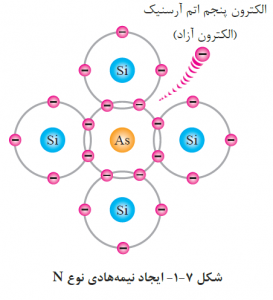 الکترون پنجم اتم آرسنیک
(الکترون آزاد)
Si
Si
As
Si
Si
شکل ۷-۱- ایجاد نیمه‌هادی نوع N